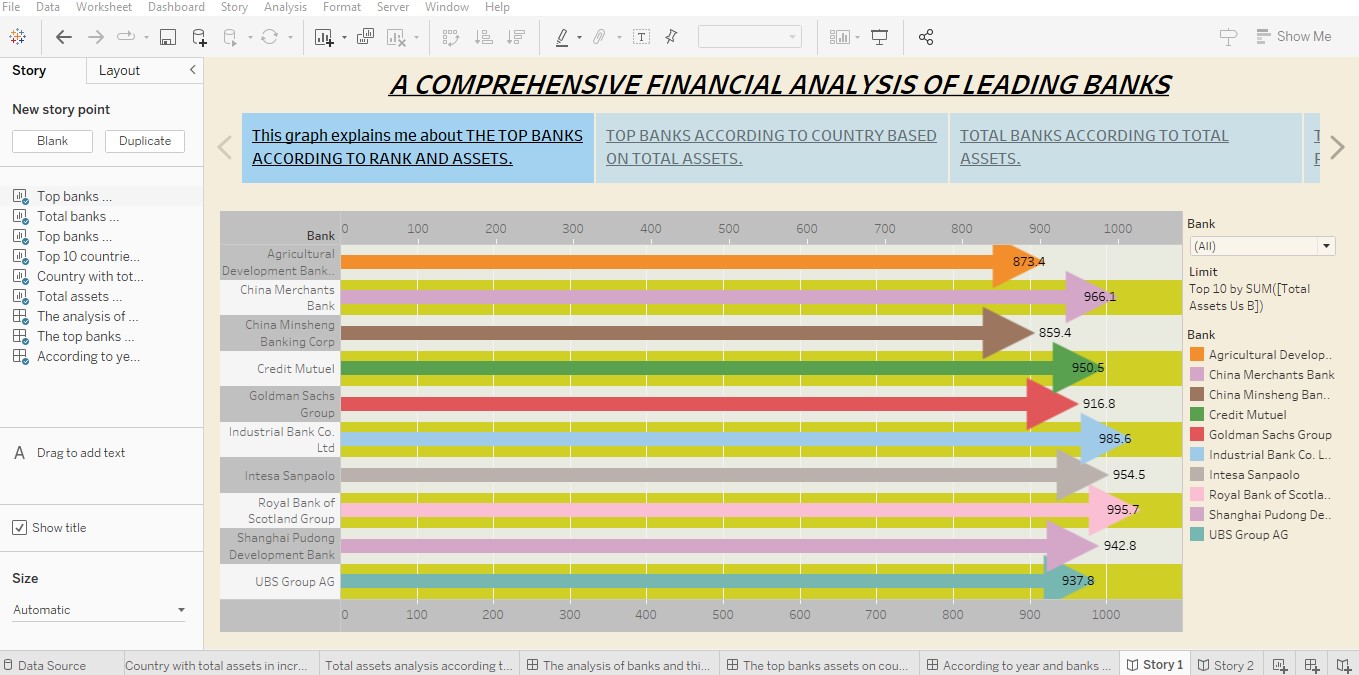 File Data Worksheet Dashboard Story Analysis Format Server Window Help
Show Me
Story Layout <
New story point
Blank Duplicate
Top banks ...
Total banks ...
Top banks ...
Top 10 countrie...
Country with tot...
Total assets ...
The analysis of ...
The top banks ...
According to ye...
A Drag to add text
Show title
Size
Automatic
A COMPREHENSIVE FINANCIAL ANALYSIS OF LEADING BANKS
This graph explains me about THE TOP BANKS
ACCORDING TO RANK AND ASSETS.
TOP BANKS ACCORDING TO COUNTRY BASED
ON TOTAL ASSETS.
TOTAL BANKS ACCORDING TO TOTAL
ASSETS.
Bank 0 100 200 300 400 500 600 700 800 900 1000
Agricultural
Development Bank..
873.4
China Merchants
Bank
966.1
China Minsheng
Banking Corp
859.4
Credit Mutuel
950.5
Goldman Sachs
Group
916.8
Industrial Bank Co.
Ltd
985.6
Intesa Sanpaolo
954.5
Royal Bank of
Scotland Group
995.7
Shanghai Pudong
Development Bank
942.8
UBS Group AG
937.8
0 100 200 300 400 500 600 700 800 900 1000
Bank
(All)
Limit
Top 10 by SUM([Total
Assets Us B])
Bank
Agricultural Develop..
China Merchants Bank
China Minsheng Ban..
Credit Mutuel
Goldman Sachs Group
Industrial Bank Co. L..
Intesa Sanpaolo
Royal Bank of Scotla..
Shanghai Pudong De..
UBS Group AG
Data Source Country with total assets in incr... Total assets analysis according t... The analysis of banks and thi... The top banks assets on cou... According to year and banks ... Story 1 Story 2